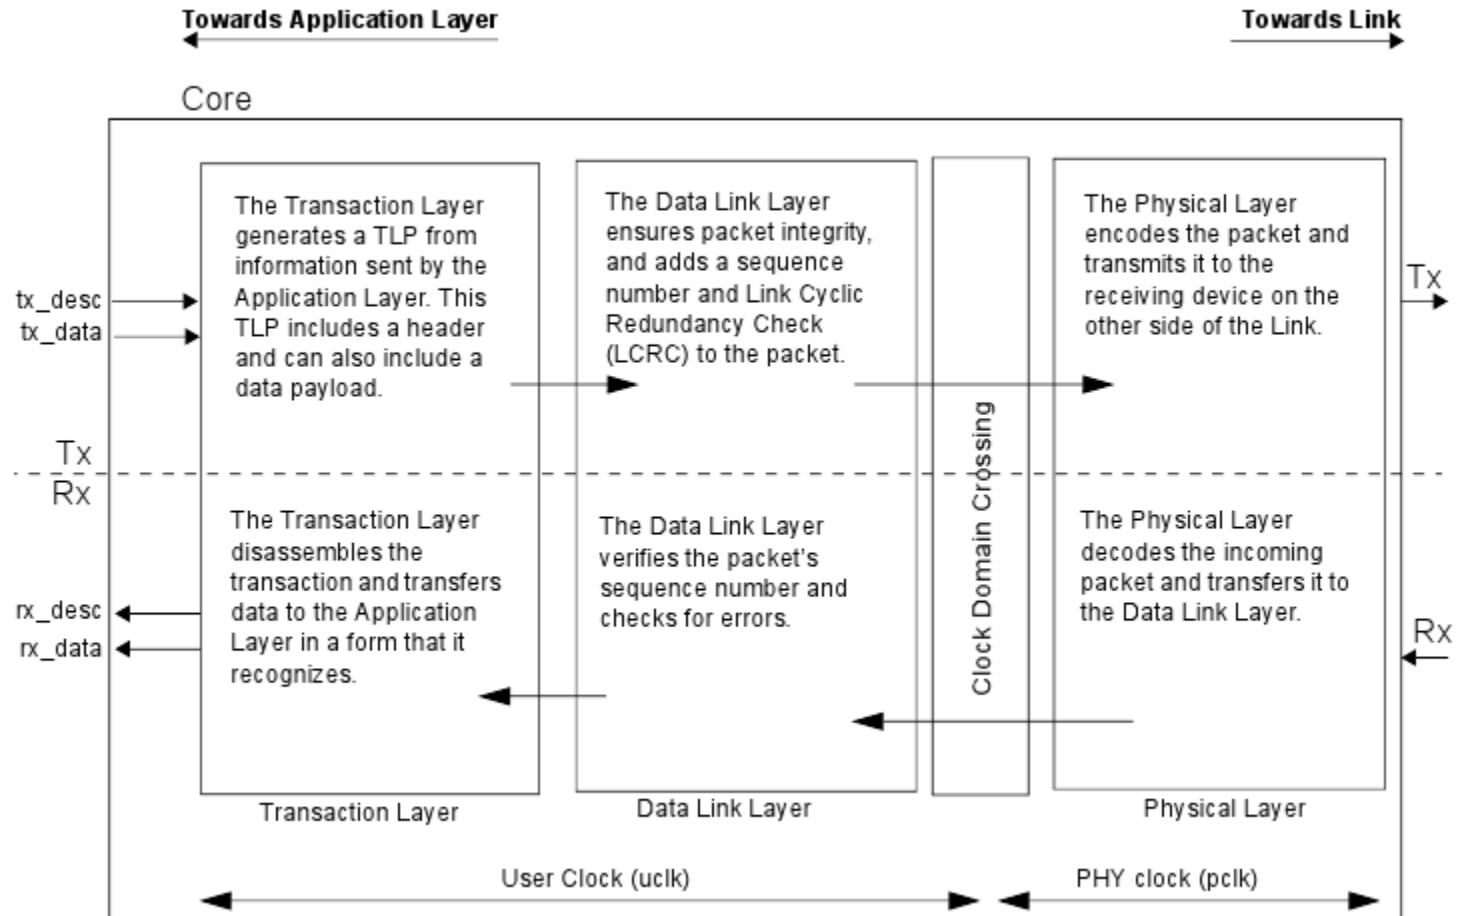 Towards Application Layer
Towards Link
Core
The Transaction Layer
generates a TLP from
information sent by the
Application Layer. This
TLP includes a header
and can also include a
data payload.
The Data Link Layer
ensures packet integrity,
and adds a sequence
number and Link Cyclic
Redundancy Check
(LCRC) to the packet.
The Physical Layer
encodes the packet and
transmits it to the
receiving device on the
other side of the Link.
tx_desc
tx_data
Tx
Tx
Rx
Clock Domain Crossing
The Transaction Layer
disassembles the
transaction and transfers
data to the Application
Layer in a form that it
recognizes.
The Data Link Layer
verifies the packet's
sequence number and
checks for errors.
The Physical Layer
decodes the incoming
packet and transfers it to
the Data Link Layer.
rx_desc
rx_data
Rx
Transaction Layer
Data Link Layer
Physical Layer
User Clock (uclk)
PHY clock (pclk)